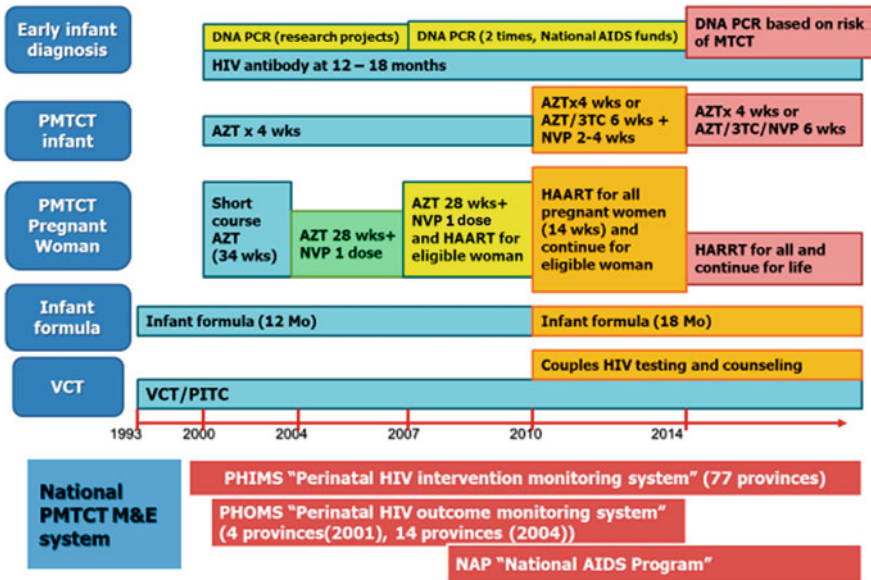 Early infant
diagnosis
DNA PCR (research projects)
DNA PCR (2 times, National AIDS funds)
DNA PCR based on risk
of MTCT
HIV antibody at 12 – 18 months
PMTCT
infant
AZT x 4 wks
AZTx4 wks or
AZT/3TC 6 wks +
NVP 2-4 wks
AZTx 4 wks or
AZT/3TC/NVP 6 wks
PMTCT
Pregnant
Woman
Short
course
AZT
(34 wks)
AZT 28 wks+
NVP 1 dose
AZT 28 wks+
NVP 1 dose
and HAART for
eligible woman
HAART for all
pregnant women
(14 wks) and
continue for
eligible woman
HARRT for all and
continue for life
Infant
formula
Infant formula (12 Mo)
Infant formula (18 Mo)
VCT
Couples HIV testing and counseling
VCT/PITC
1993 2000 2004 2007 2010 2014
National
PMTCT M&E
system
PHIMS “Perinatal HIV intervention monitoring system” (77 provinces)
PHOMS “Perinatal HIV outcome monitoring system”
(4 provinces(2001), 14 provinces (2004))
NAP “National AIDS Program”